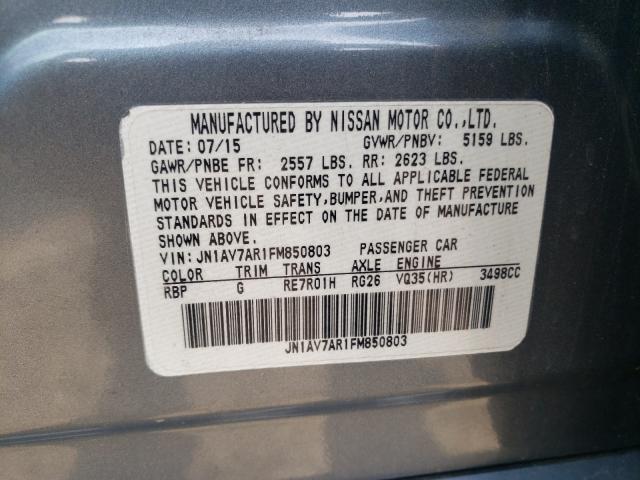 MANUFACTURED BY NISSAN MOTOR CO.,LTD.
DATE: 07/15 GVWR/PNBV: 5159 LBS.
GAWR/PNBE FR: 2557 LBS. RR: 2623 LBS.
THIS VEHICLE CONFORMS TO ALL APPLICABLE FEDERAL
MOTOR VEHICLE SAFETY,BUMPER,AND THEFT PREVENTION
STANDARDS IN EFFECT ON THE DATE OF MANUFACTURE
SHOWN ABOVE.
VIN: JN1AV7AR1FM850803 PASSENGER CAR
COLOR TRIM TRANS AXLE ENGINE
RBP G RE7R01H RG26 VQ35(HR) 3498CC
JN1AV7AR1FM850803